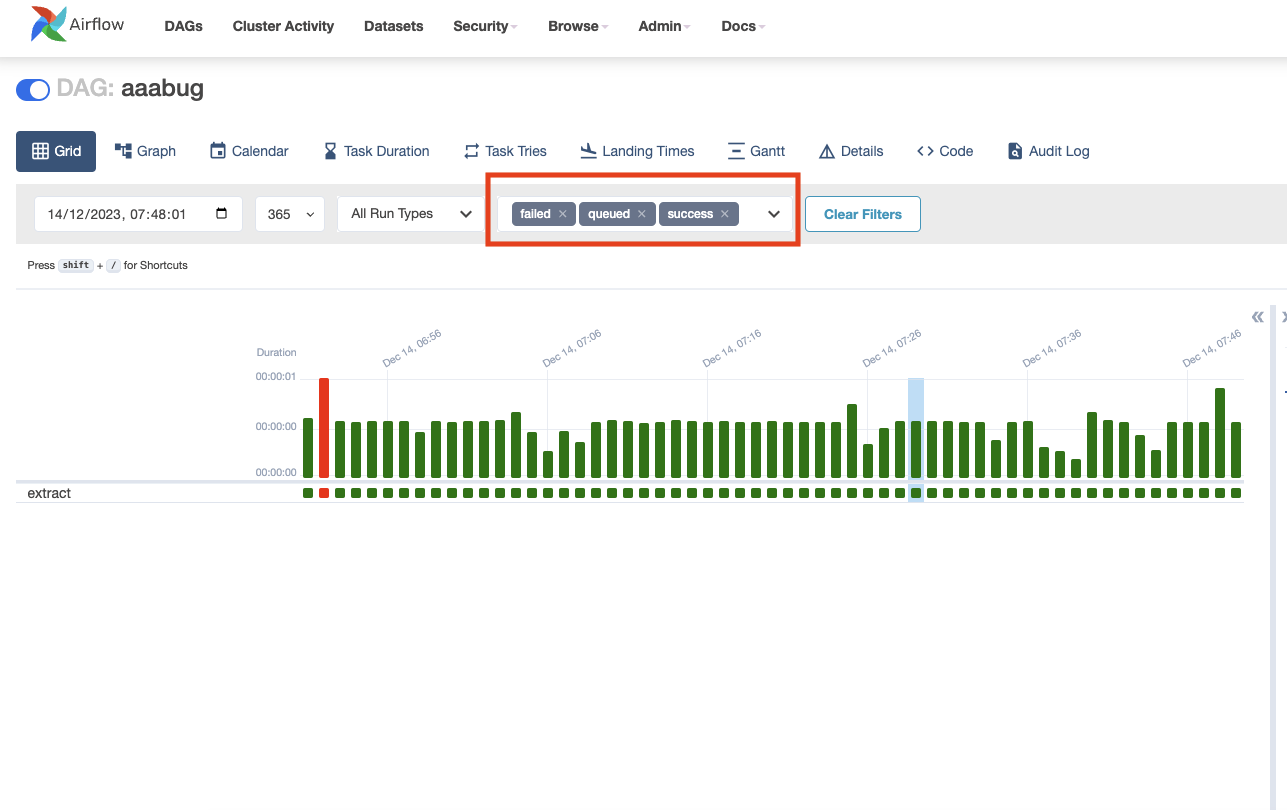 Airflow DAGs Cluster Activity Datasets Security Browse Admin Docs
DAG: aaabug
Grid Graph Calendar Task Duration Task Tries Landing Times Gantt Details Code Audit Log
14/12/2023, 07:48:01 365 All Run Types failed × queued × success × Clear Filters
Press shift + / for Shortcuts
Dec 14, 06:56 Dec 14, 07:06 Dec 14, 07:16 Dec 14, 07:26 Dec 14, 07:36 Dec 14, 07:46
Duration
00:00:01
00:00:00
00:00:00
extract